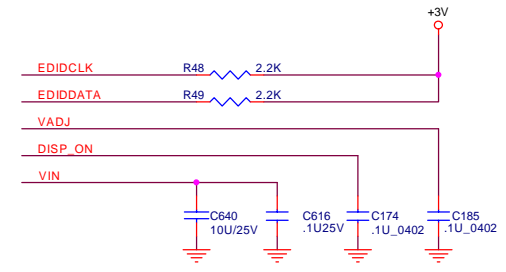 +3V
EDIDCLK R48 2.2K
EDIDDATA R49 2.2K
VADJ
DISP_ON
VIN
C640 C616 C174 C185
10U/25V .1U25V .1U_0402 .1U_0402